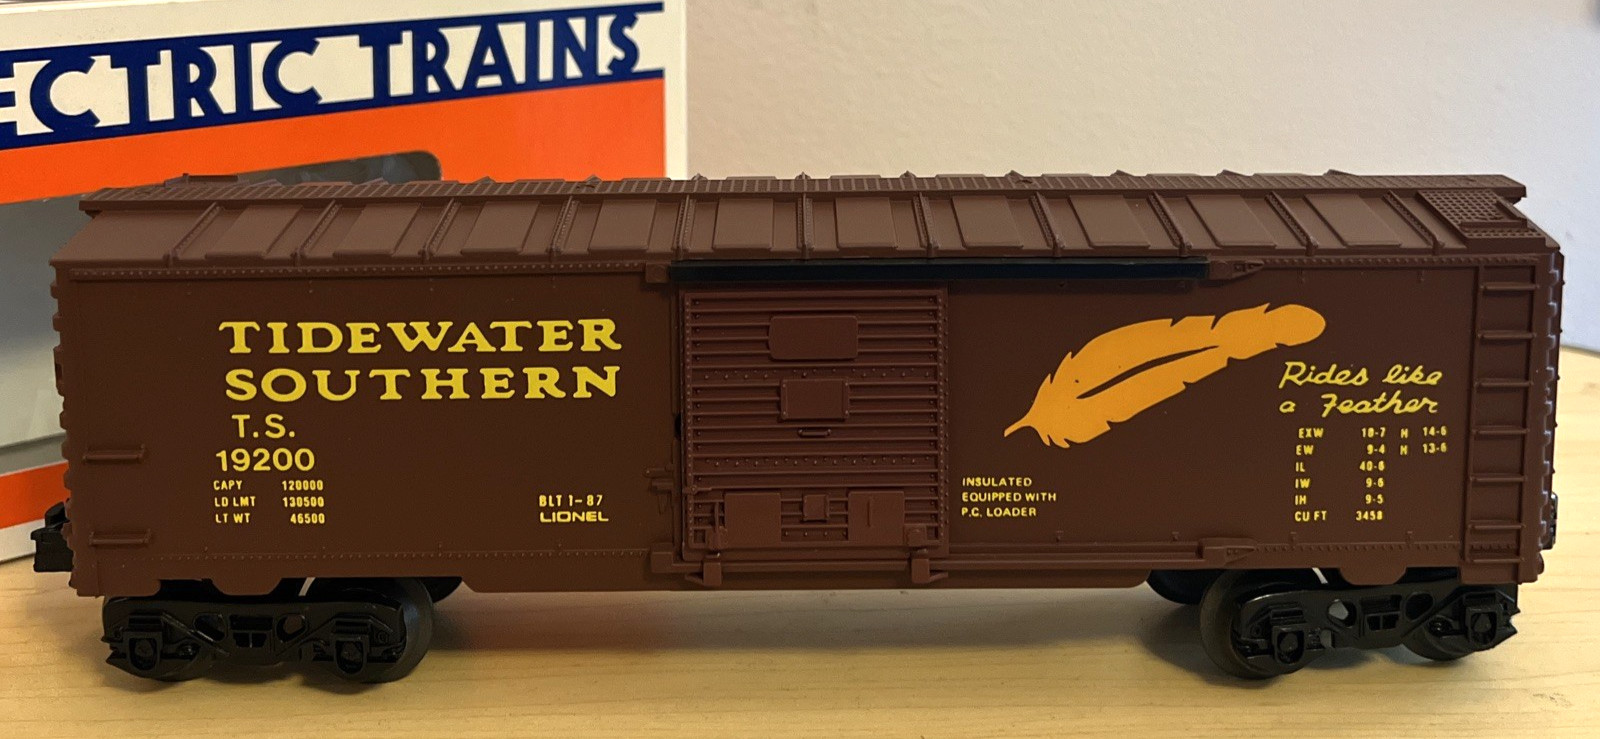 ECTRIC TRAINS
TIDEWATER
SOUTHERN
T.S.
19200
CAPY 120000
LD LMT 130500
LT WT 46500
BLT 1-87
LIONEL
INSULATED
EQUIPPED WITH
P.C. LOADER
Rides like
a Feather
EXW 10-7 H 14-6
EW 9-4 H 13-6
IL 40-6
IW 9-6
IH 9-5
CU FT 3458